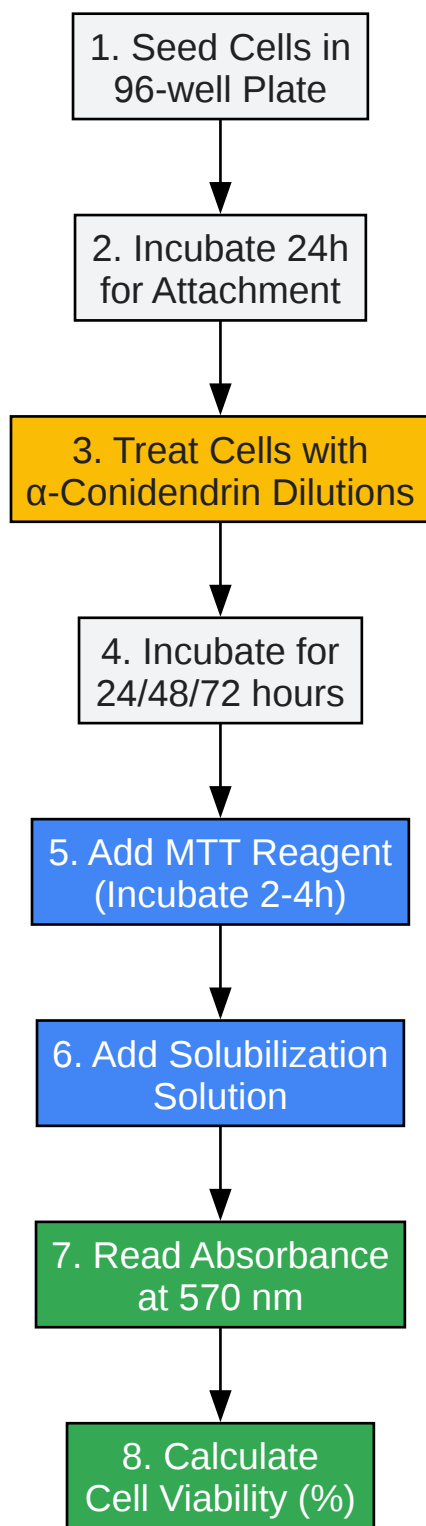 1. Seed Cells in
96-well Plate
2. Incubate 24h
for Attachment
3. Treat Cells with
α-Conidendrin Dilutions
4. Incubate for
24/48/72 hours
5. Add MTT Reagent
(Incubate 2-4h)
6. Add Solubilization
Solution
7. Read Absorbance
at 570 nm
8. Calculate
Cell Viability (%)